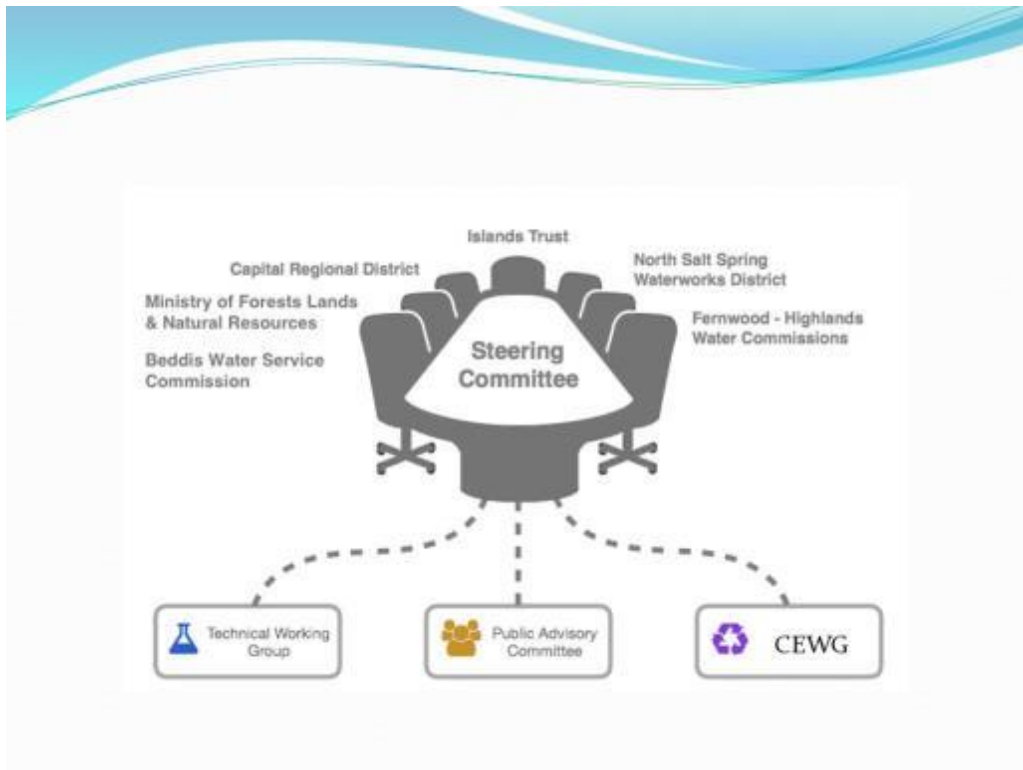 Islands Trust
Capital Regional District
North Salt Spring
Waterworks District
Ministry of Forests Lands
& Natural Resources
Fernwood - Highlands
Water Commissions
Beddis Water Service
Commission
Steering
Committee
Technical Working
Group
Public Advisory
Committee
CEWG